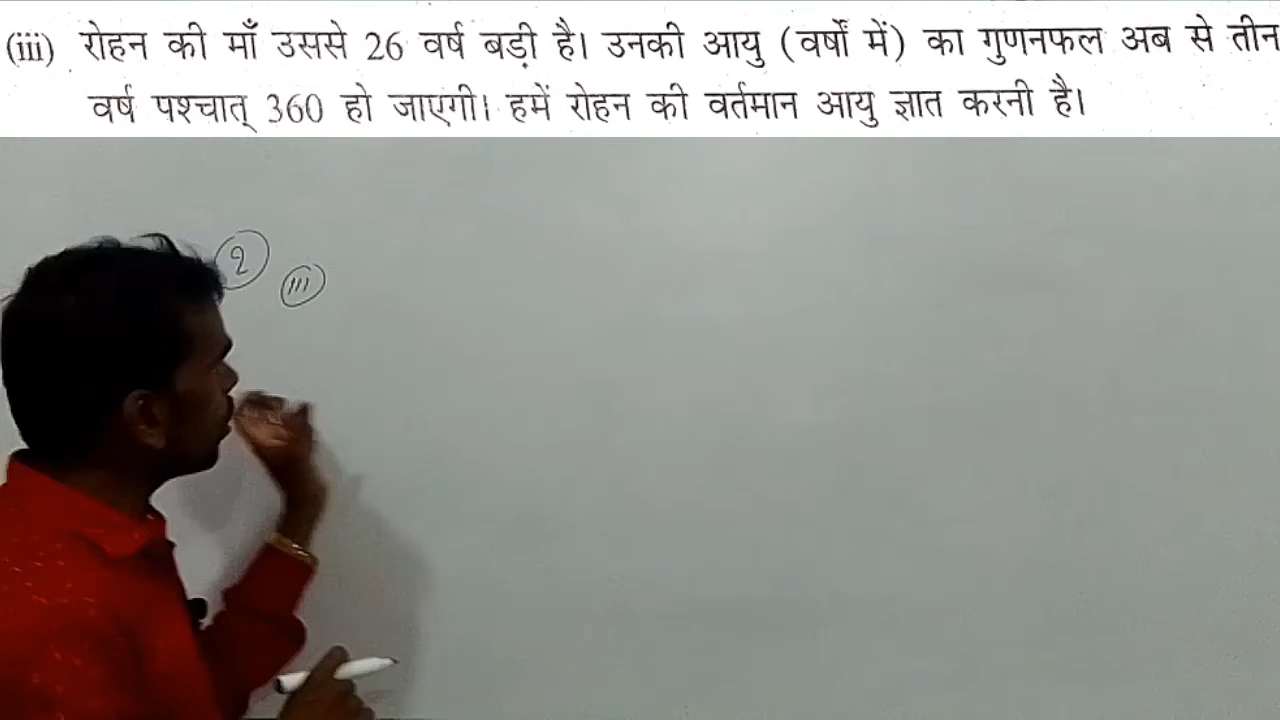 (iii) रोहन की माँ उससे 26 वर्ष बड़ी है। उनकी आयु (वर्षों में) का गुणनफल अब से तीन
वर्ष पश्चात् 360 हो जाएगी। हमें रोहन की वर्तमान आयु ज्ञात करनी है।
2
iii